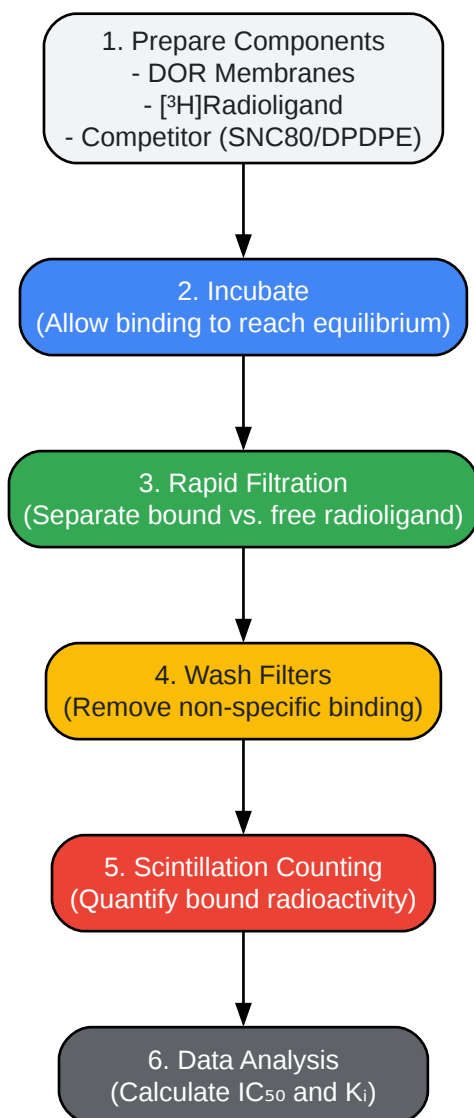 1. Prepare Components
- DOR Membranes
- [³H]Radioligand
- Competitor (SNC80/DPDPE)
2. Incubate
(Allow binding to reach equilibrium)
3. Rapid Filtration
(Separate bound vs. free radioligand)
4. Wash Filters
(Remove non-specific binding)
5. Scintillation Counting
(Quantify bound radioactivity)
6. Data Analysis
(Calculate IC₅₀ and Kᵢ)